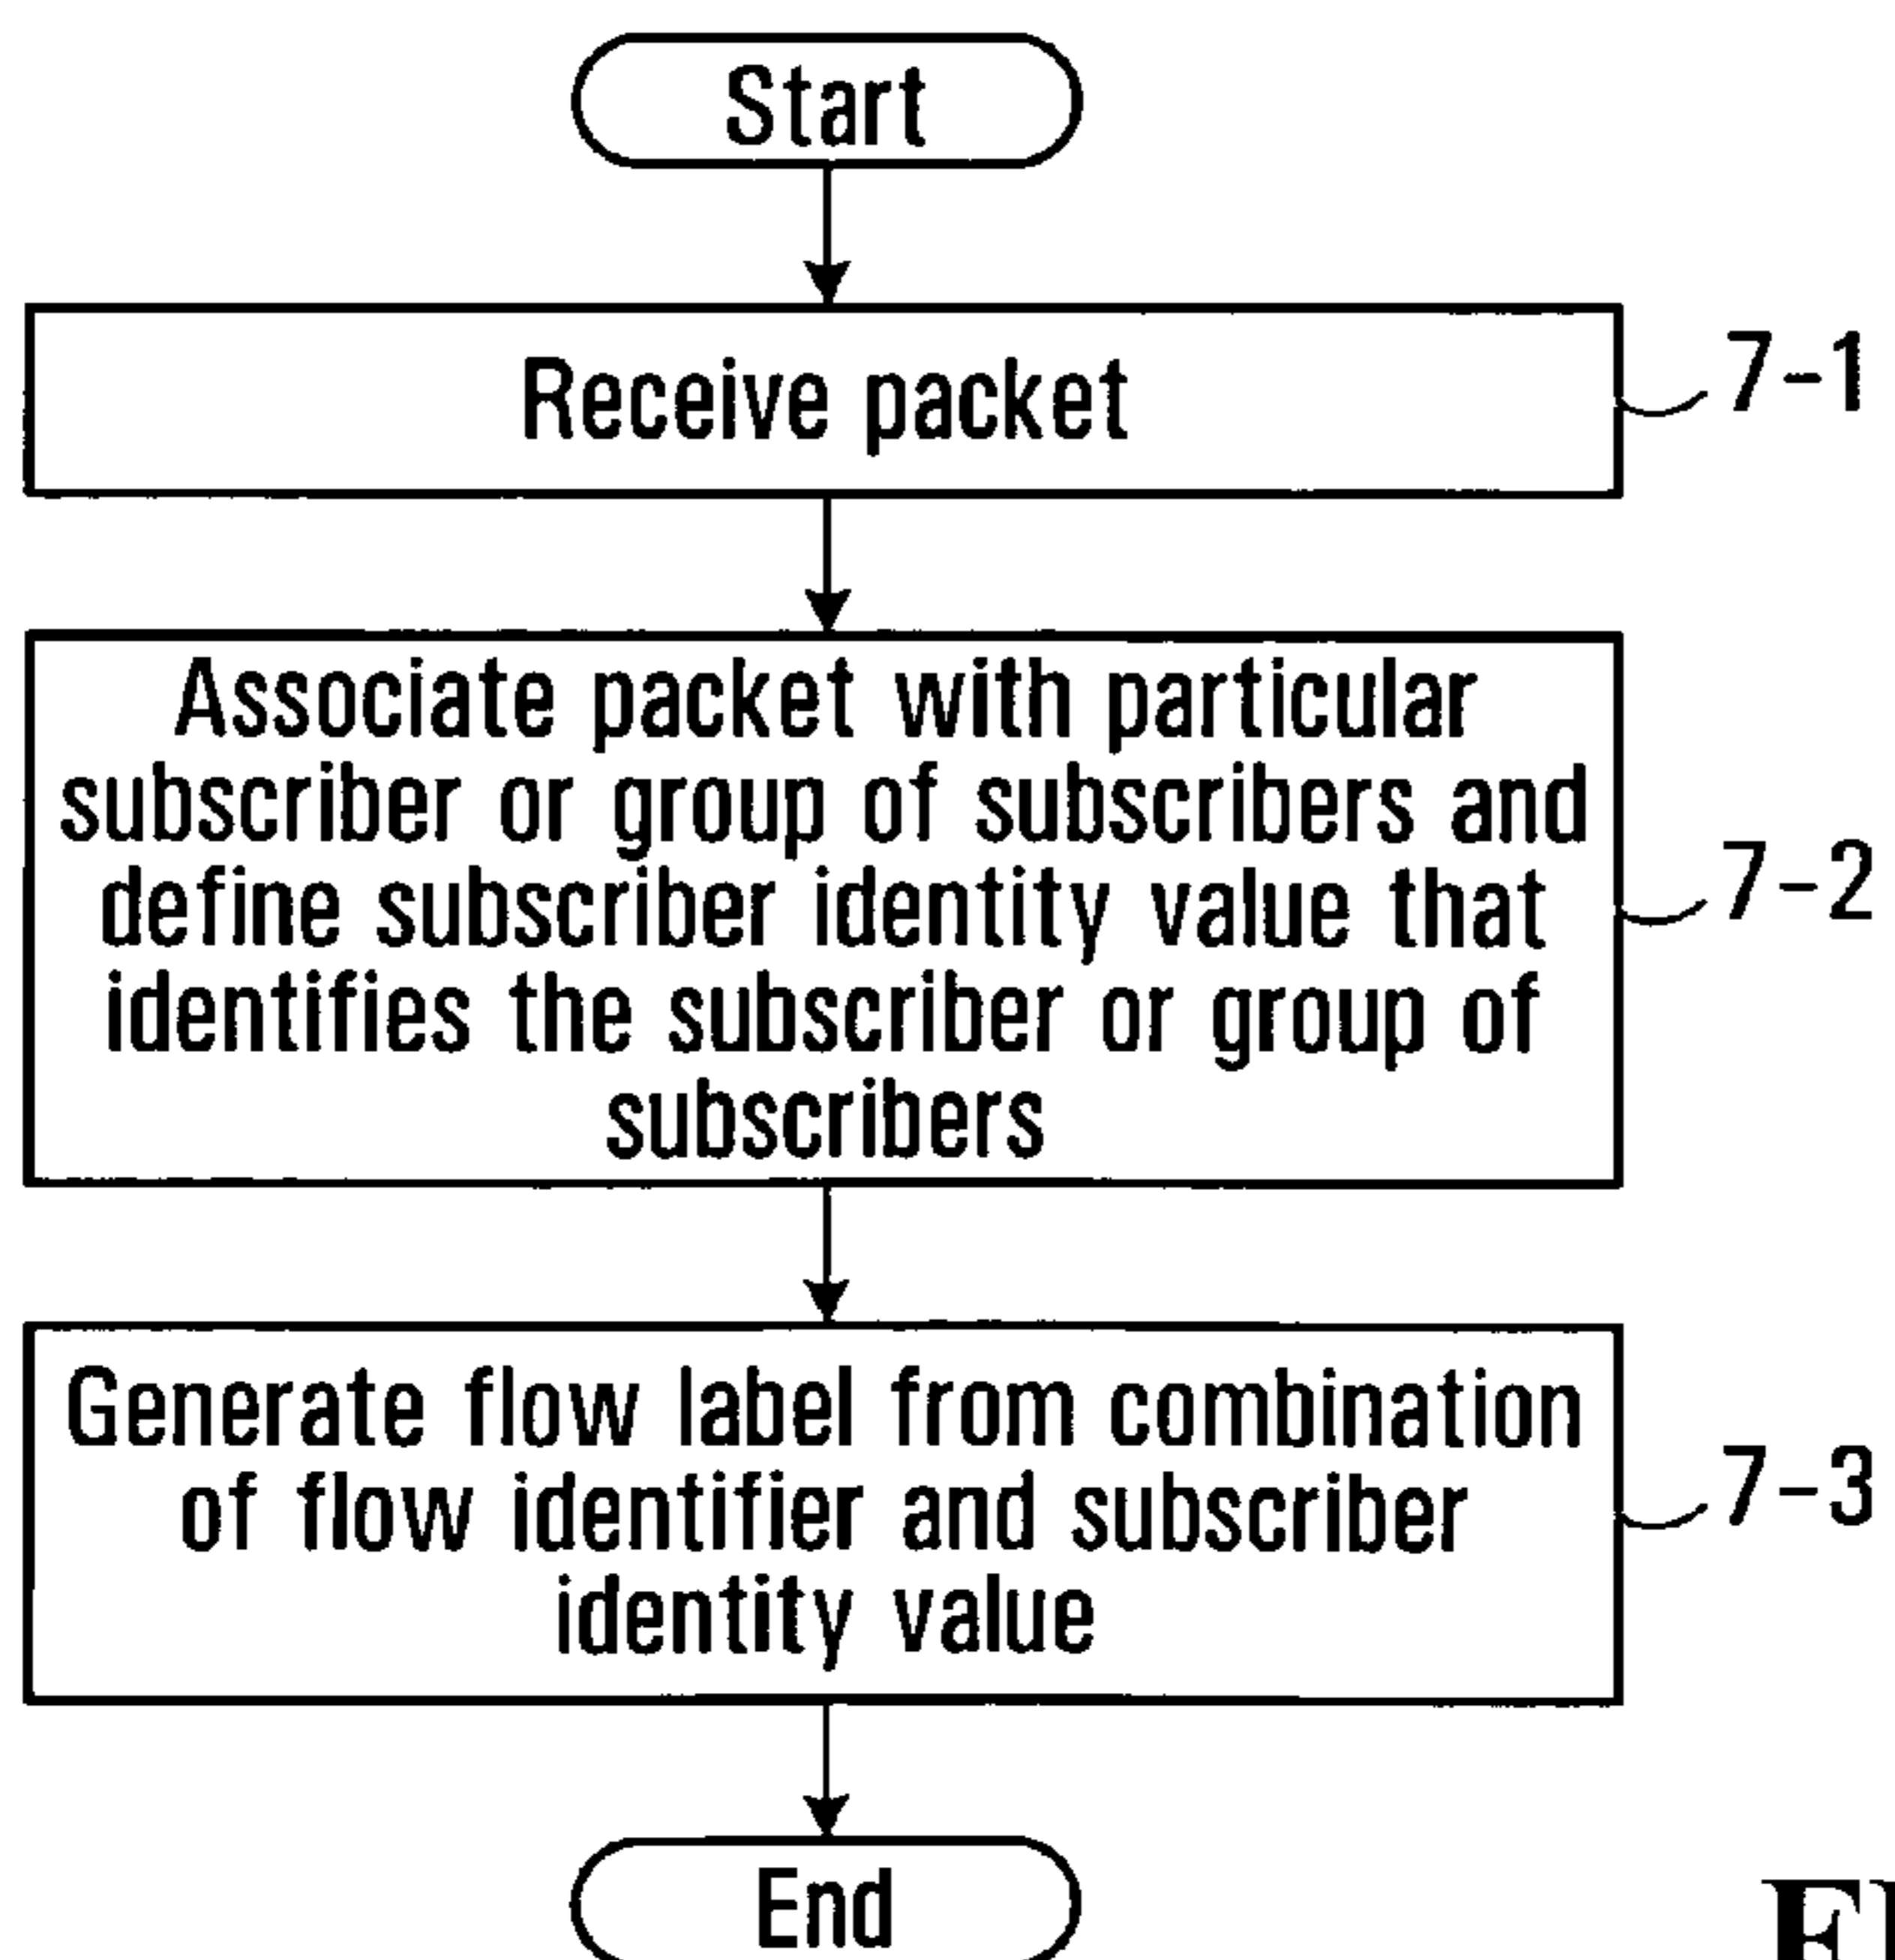 Start
Receive packet
7-1
Associate packet with particular
subscriber or group of subscribers and
define subscriber identity value that
identifies the subscriber or group of
subscribers
7-2
Generate flow label from combination
of flow identifier and subscriber
identity value
7-3
End